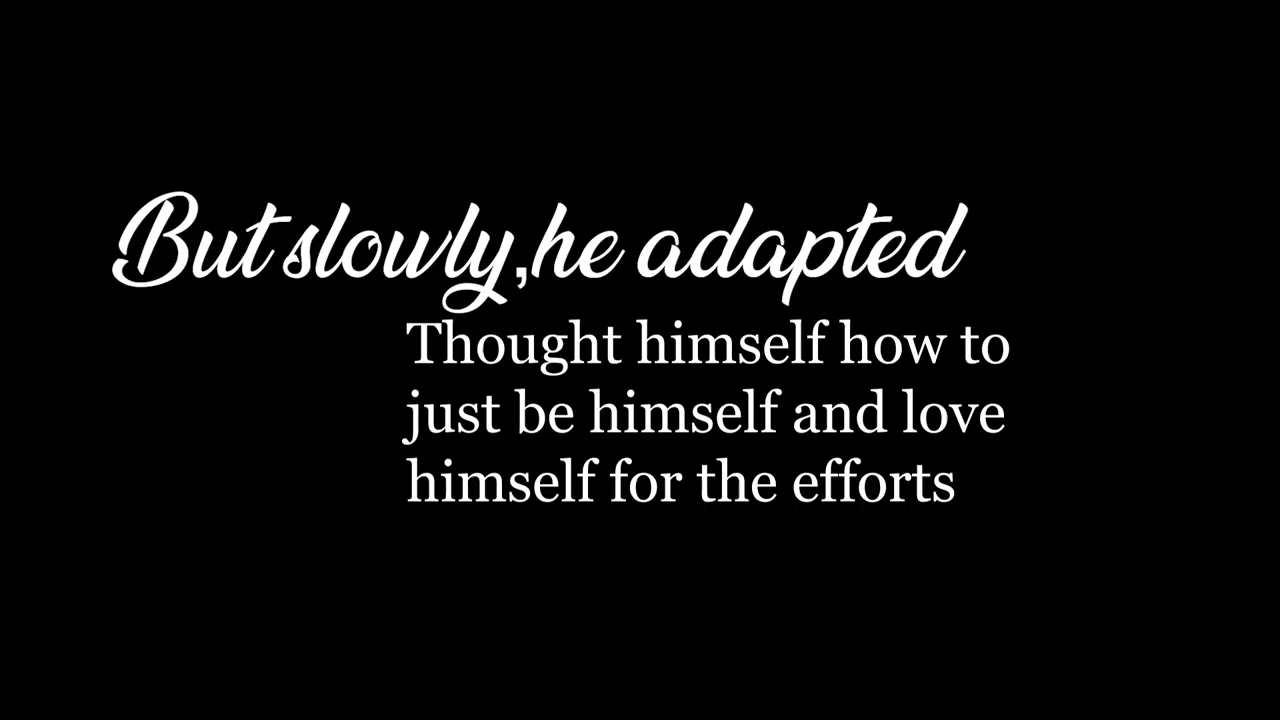 But slowly,he adapted
Thought himself how to
just be himself and love
himself for the efforts